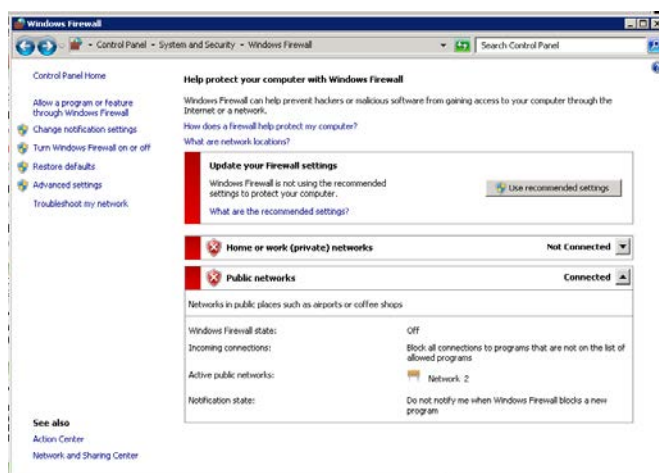 Windows Firewall
Control Panel
System and Security
Windows Firewall
Search Control Panel
Control Panel Home
Allow a program or feature
through Windows Firewall
Change notification settings
Turn Windows Firewall on or off
Restore defaults
Advanced settings
Troubleshoot my network
Help protect your computer with Windows Firewall
Windows Firewall can help prevent hackers or malicious software from gaining access to your computer through the
Internet or a network.
How does a firewall help protect my computer?
What are network locations?
Update your Firewall settings
Windows Firewall is not using the recommended
settings to protect your computer.
Use recommended settings
What are the recommended settings?
Home or work (private) networks
Not Connected
Public networks
Connected
Networks in public places such as airports or coffee shops
Windows Firewall state:
Off
Incoming connections:
Block all connections to programs that are not on the list of
allowed programs
Active public networks:
Network 2
Notification state:
Do not notify me when Windows Firewall blocks a new
program
See also
Action Center
Network and Sharing Center